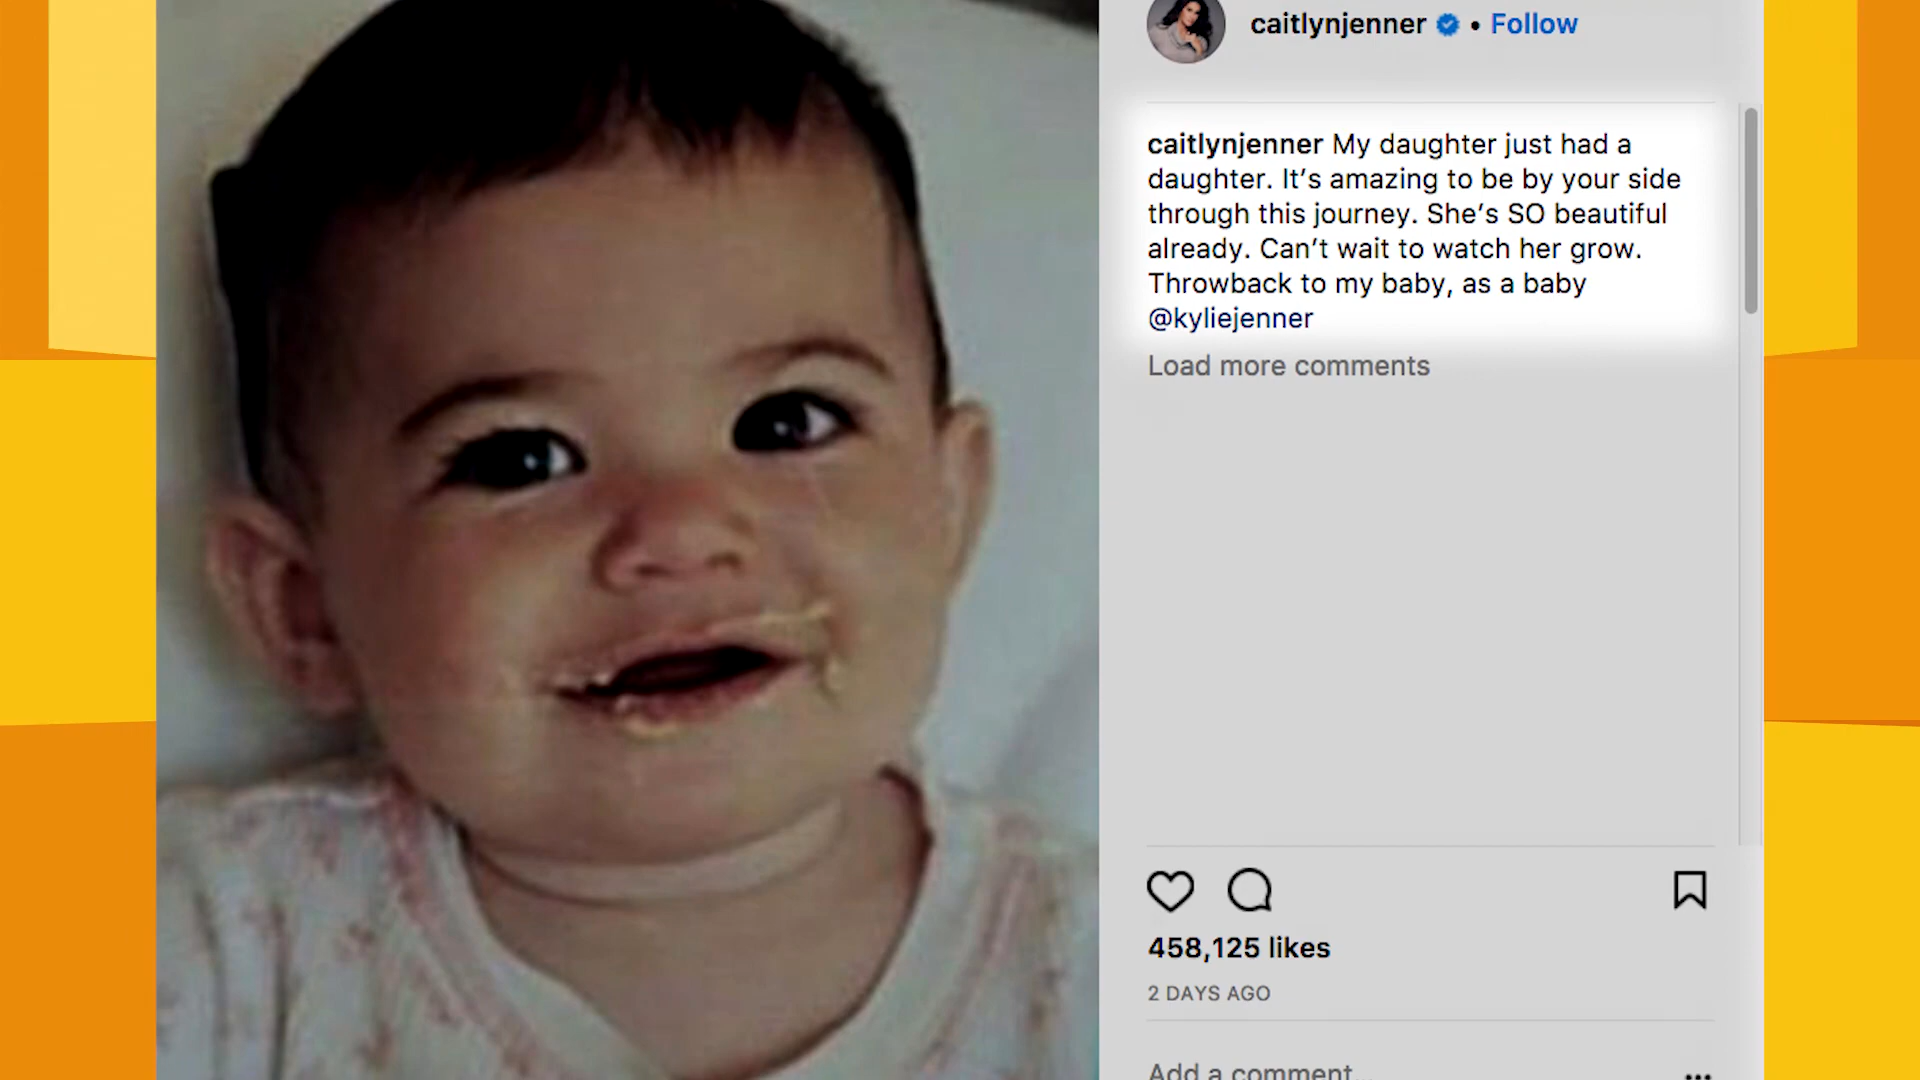 caitlynjenner • Follow
caitlynjenner My daughter just had a
daughter. It's amazing to be by your side
through this journey. She's SO beautiful
already. Can't wait to watch her grow.
Throwback to my baby, as a baby
@kyliejenner
Load more comments
458,125 likes
2 DAYS AGO
Add a comment...